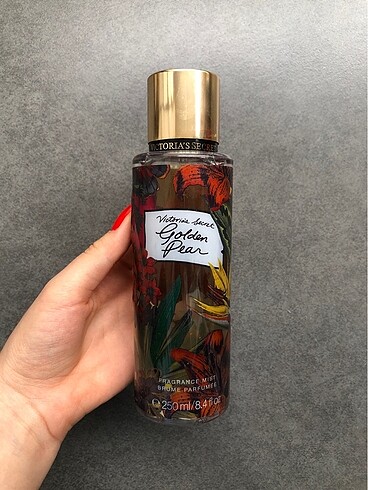 VICTORIA'S SECRET
Victoria's Secret
Golden
Pear
FRAGRANCE MIST
BRUME PARFUMÉE
℮ 250 ml/8.4 fl oz